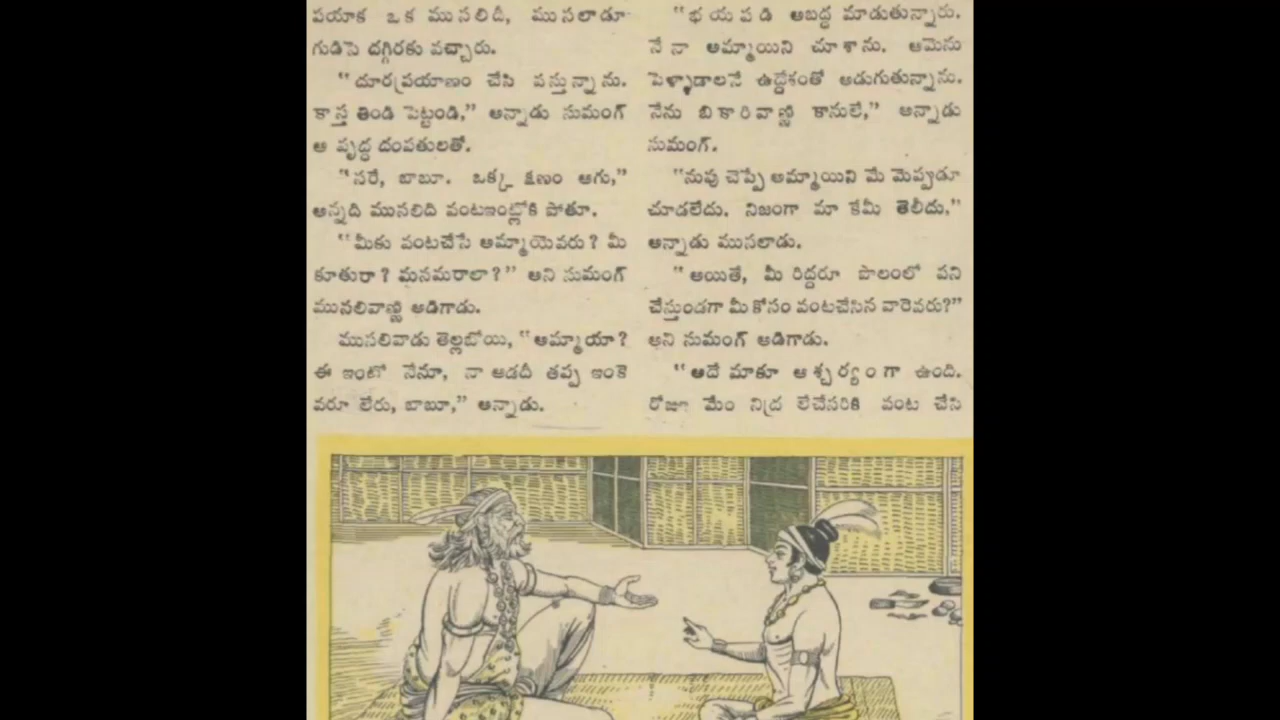 పయాక ఒక ముసలిదీ, ముసలాడూ
గుడిసె దగ్గిరకు వచ్చారు.
"దూరప్రయాణం చేసి వస్తున్నాను.
కాస్త తిండి పెట్టండి," అన్నాడు సుమంగ్
ఆ వృద్ధ దంపతులతో.
"సరే, బాబూ. ఒక్క క్షణం ఆగు,"
అన్నది ముసలిది వంటఇంట్లోకి పోతూ.
"మీకు వంటచేసే అమ్మాయెవరు? మీ
కూతురా? మనమరాలా?" అని సుమంగ్
ముసలివాణ్ణి అడిగాడు.
ముసలివాడు తెల్లబోయి, "అమ్మాయా?
ఈ ఇంటో నేనూ, నా ఆడదీ తప్ప ఇంకె
వరూ లేరు, బాబూ," అన్నాడు.
"భయపడి అబద్ధ మాడుతున్నారు.
నే నా అమ్మాయిని చూశాను. ఆమెను
పెళ్ళాడాలనే ఉద్దేశంతో అడుగుతున్నాను.
నేను బికారివాణ్ణి కానులే," అన్నాడు
సుమంగ్.
"నువు చెప్పే అమ్మాయిని మే మెప్పుడూ
చూడలేదు. నిజంగా మా కేమీ తెలీదు,"
అన్నాడు ముసలాడు.
"అయితే, మీ రిద్దరూ పొలంలో పని
చేస్తుండగా మీ కోసం వంటచేసిన వారెవరు?"
అని సుమంగ్ అడిగాడు.
"అదే మాకూ ఆశ్చర్యంగా ఉంది.
రోజూ మేం నిద్ర లేచేసరికి వంట చేసి